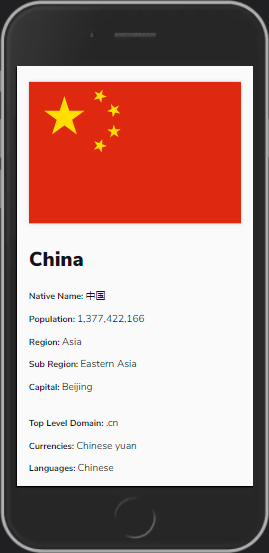 China
Native Name: 中国
Population: 1,377,422,166
Region: Asia
Sub Region: Eastern Asia
Capital: Beijing
Top Level Domain: .cn
Currencies: Chinese yuan
Languages: Chinese